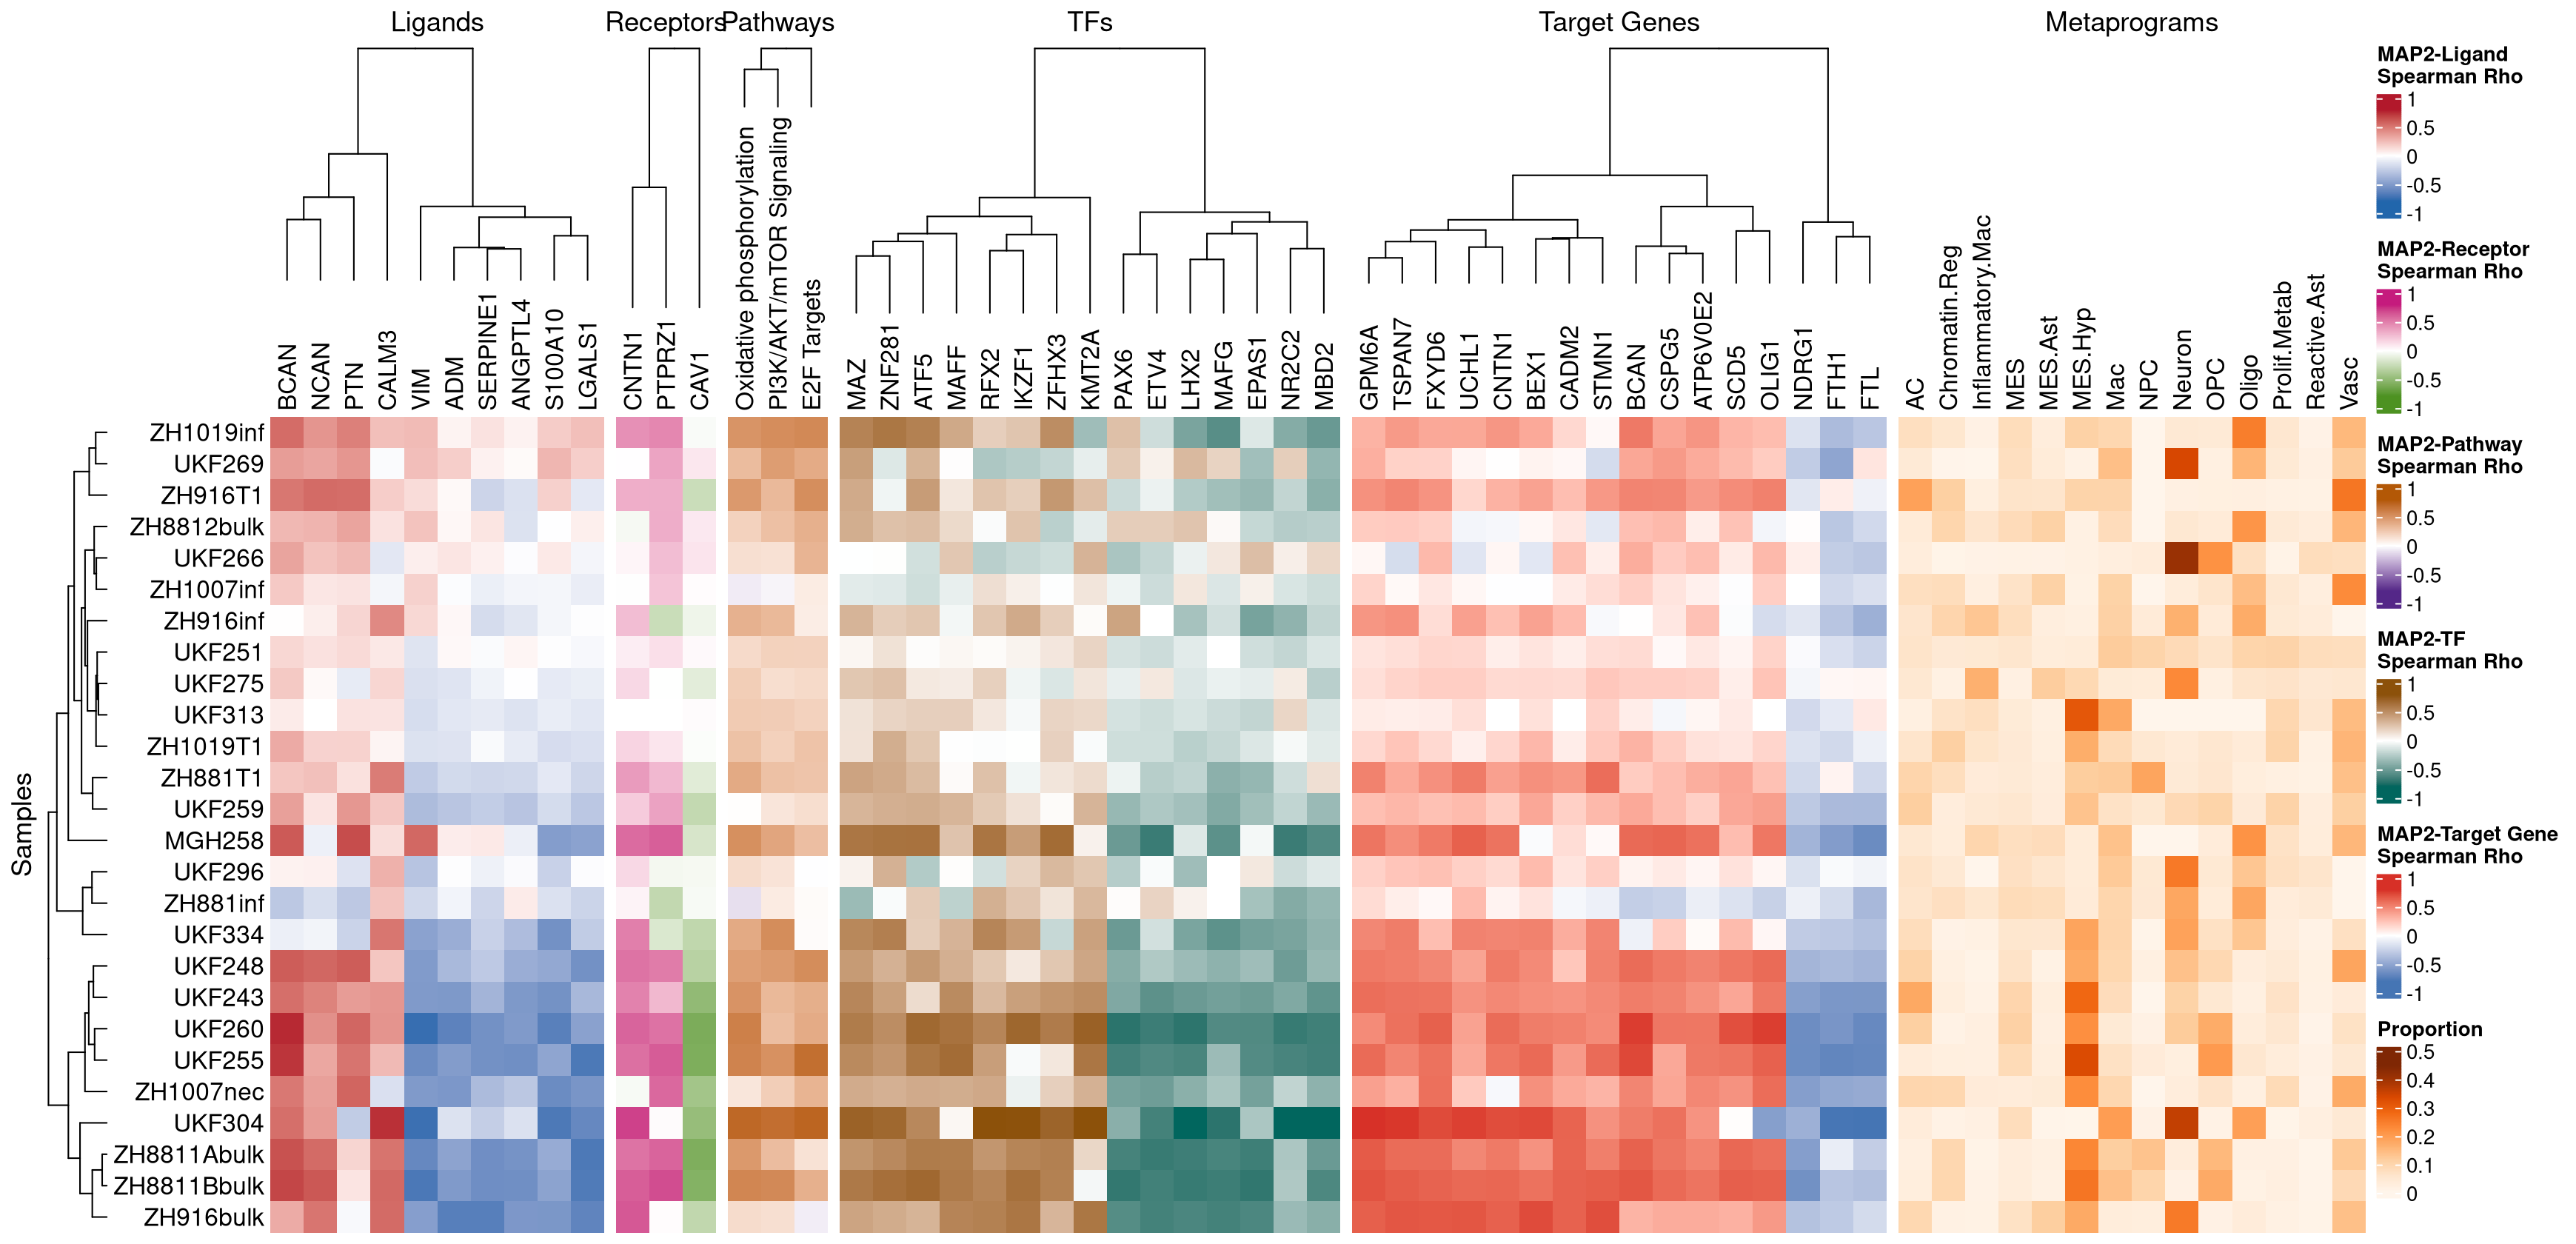 Ligands
Receptors
Pathways
TFs
Target Genes
Metaprograms
BCAN
NCAN
PTN
CALM3
VIM
ADM
SERPINE1
ANGPTL4
S100A10
LGALS1
CNTN1
PTPRZ1
CAV1
Oxidative phosphorylation
PI3K/AKT/mTOR Signaling
E2F Targets
MAZ
ZNF281
ATF5
MAFF
RFX2
IKZF1
ZFHX3
KMT2A
PAX6
ETV4
LHX2
MAFG
EPAS1
NR2C2
MBD2
GPM6A
TSPAN7
FXYD6
UCHL1
CNTN1
BEX1
CADM2
STMN1
BCAN
CSPG5
ATP6V0E2
SCD5
OLIG1
NDRG1
FTH1
FTL
AC
Chromatin.Reg
Inflammatory.Mac
MES
MES.Ast
MES.Hyp
Mac
NPC
Neuron
OPC
Oligo
Prolif.Metab
Reactive.Ast
Vasc
Samples
ZH1019inf
UKF269
ZH916T1
ZH8812bulk
UKF266
ZH1007inf
ZH916inf
UKF251
UKF275
UKF313
ZH1019T1
ZH881T1
UKF259
MGH258
UKF296
ZH881inf
UKF334
UKF248
UKF243
UKF260
UKF255
ZH1007nec
UKF304
ZH8811Abulk
ZH8811Bbulk
ZH916bulk
MAP2-Ligand
Spearman Rho
1
0.5
0
-0.5
-1
MAP2-Receptor
Spearman Rho
1
0.5
0
-0.5
-1
MAP2-Pathway
Spearman Rho
1
0.5
0
-0.5
-1
MAP2-TF
Spearman Rho
1
0.5
0
-0.5
-1
MAP2-Target Gene
Spearman Rho
1
0.5
0
-0.5
-1
Proportion
0.5
0.4
0.3
0.2
0.1
0